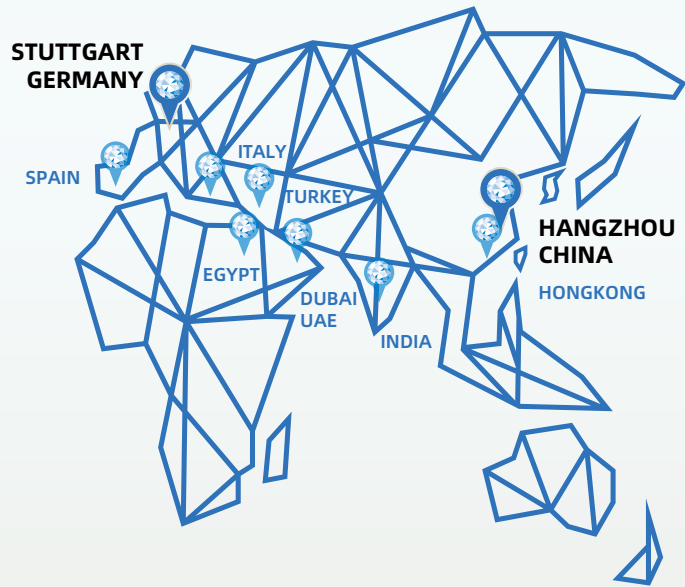 STUTTGART
GERMANY
SPAIN
ITALY
TURKEY
EGYPT
DUBAI
UAE
INDIA
HANGZHOU
CHINA
HONGKONG